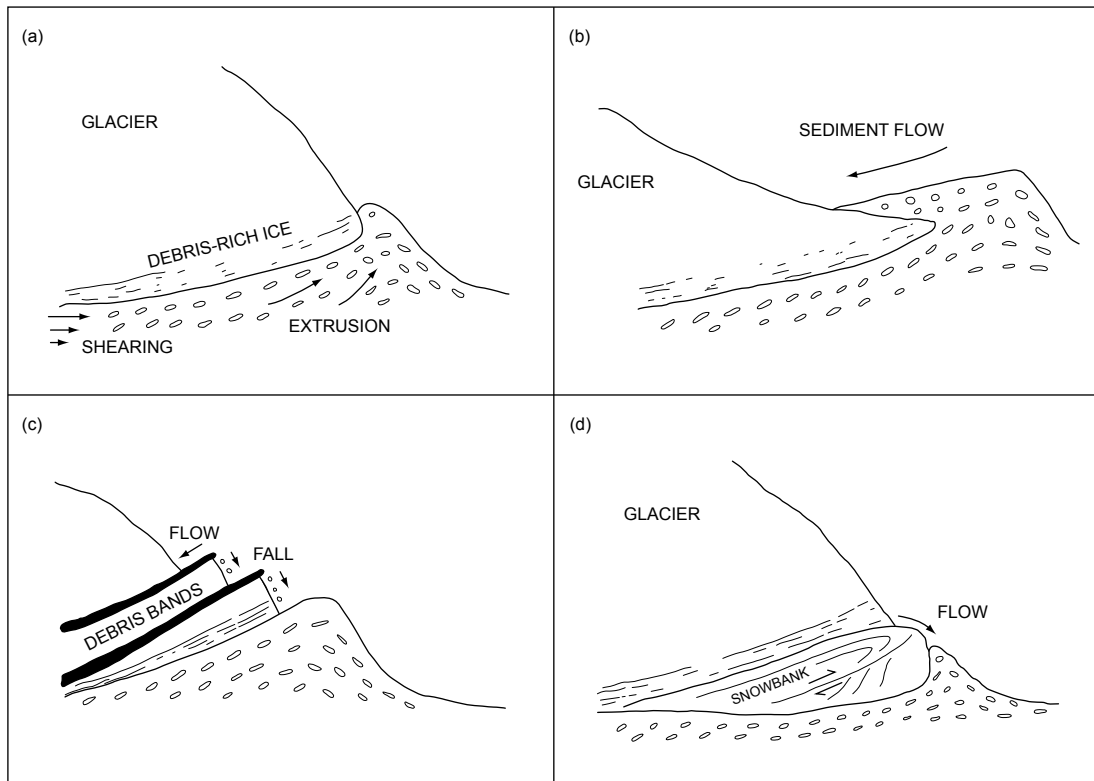 (a)
GLACIER
DEBRIS-RICH ICE
EXTRUSION
SHEARING
(b)
SEDIMENT FLOW
GLACIER
(c)
FLOW
FALL
DEBRIS BANDS
(d)
GLACIER
FLOW
SNOWBANK